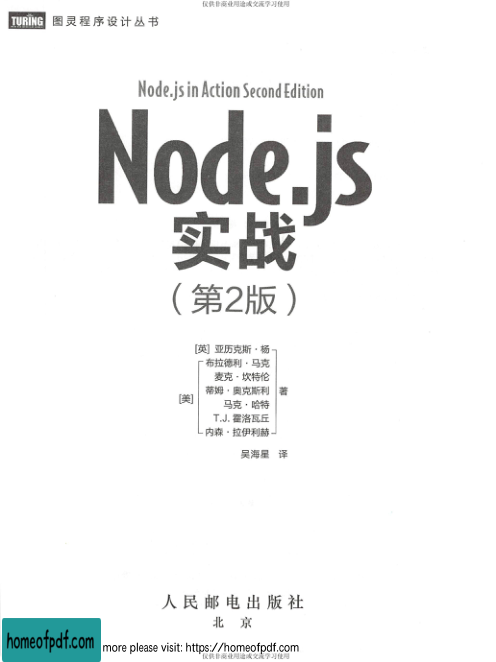 仅供非商业用途或交流学习使用
TURING 图灵程序设计丛书
Node.js in Action Second Edition
Node.js
实战
（第2版）
[英] 亚历克斯·杨
布拉德利·马克
麦克·坎特伦
[美] 蒂姆·奥克斯利 著
马克·哈特
T.J. 霍洛瓦丘
内森·拉伊利赫
吴海星 译
人民邮电出版社
北京
homeofpdf.com
more please visit: https://homeofpdf.com
仅供非商业用途或交流学习使用